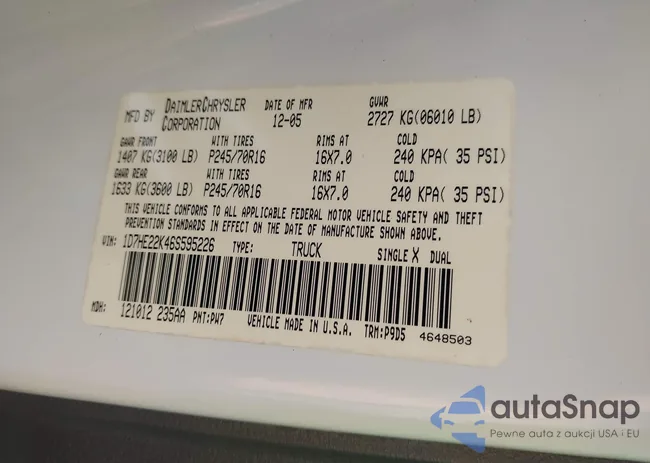 MFD BY DAIMLERCHRYSLER CORPORATION DATE OF MFR 12-05 GVWR 2727 KG(06010 LB)
GAWR FRONT WITH TIRES RIMS AT COLD
1407 KG(3100 LB) P245/70R16 16X7.0 240 KPA( 35 PSI)
GAWR REAR WITH TIRES RIMS AT COLD
1633 KG(3600 LB) P245/70R16 16X7.0 240 KPA( 35 PSI)
THIS VEHICLE CONFORMS TO ALL APPLICABLE FEDERAL MOTOR VEHICLE SAFETY AND THEFT
PREVENTION STANDARDS IN EFFECT ON THE DATE OF MANUFACTURE SHOWN ABOVE.
VIN: 1D7HE22K46S595226 TYPE: TRUCK SINGLE X DUAL
MDH: 121012 235AA PNT:PW7 VEHICLE MADE IN U.S.A. TRM:P9D5 4648503
autaSnap
Pewne auta z aukcji USA i EU